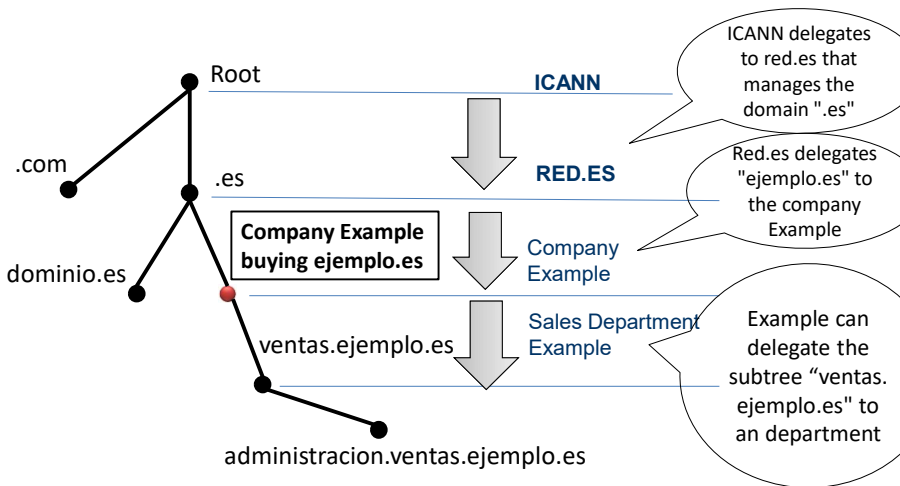 Root
ICANN
ICANN delegates
to red.es that
manages the
domain ".es"
.com
.es
RED.ES
Red.es delegates
"ejemplo.es" to
the company
Example
Company Example
buying ejemplo.es
Company
Example
dominio.es
Sales Department
Example
ventas.ejemplo.es
Example can
delegate the
subtree “ventas.
ejemplo.es" to
an department
administracion.ventas.ejemplo.es